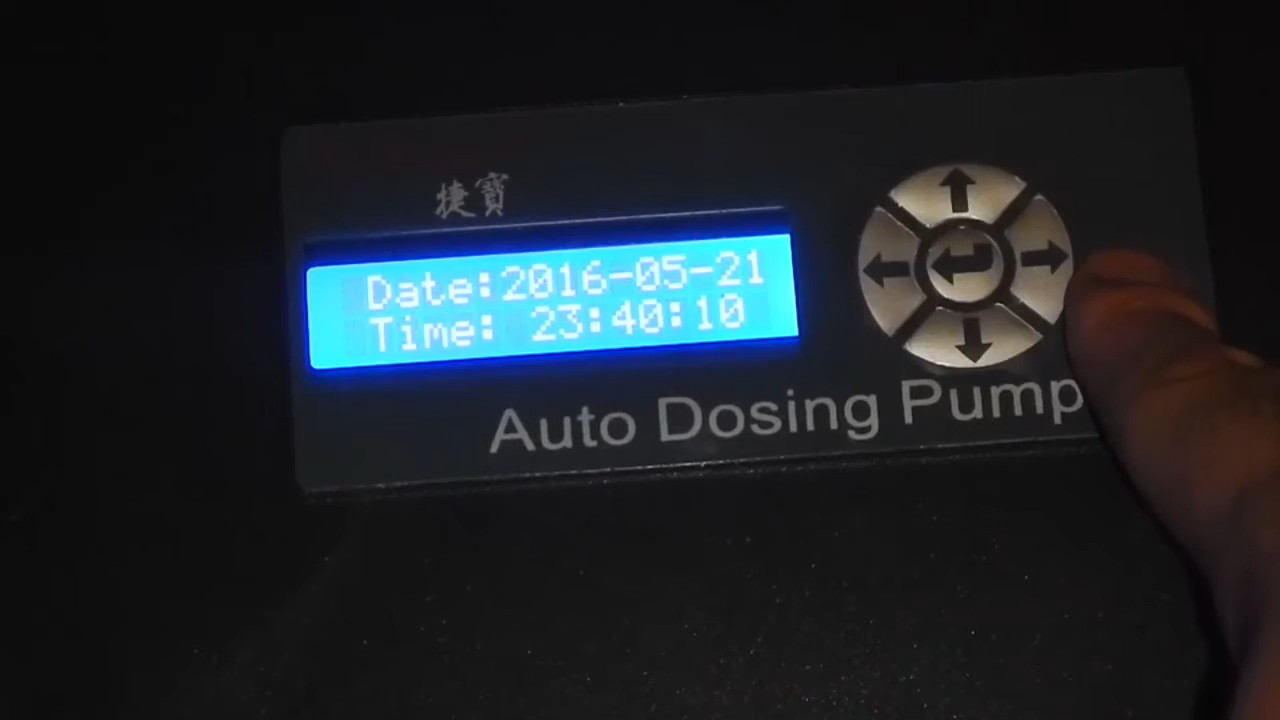 捷寶
Date:2016-05-21
Time: 23:40:10
Auto Dosing Pump